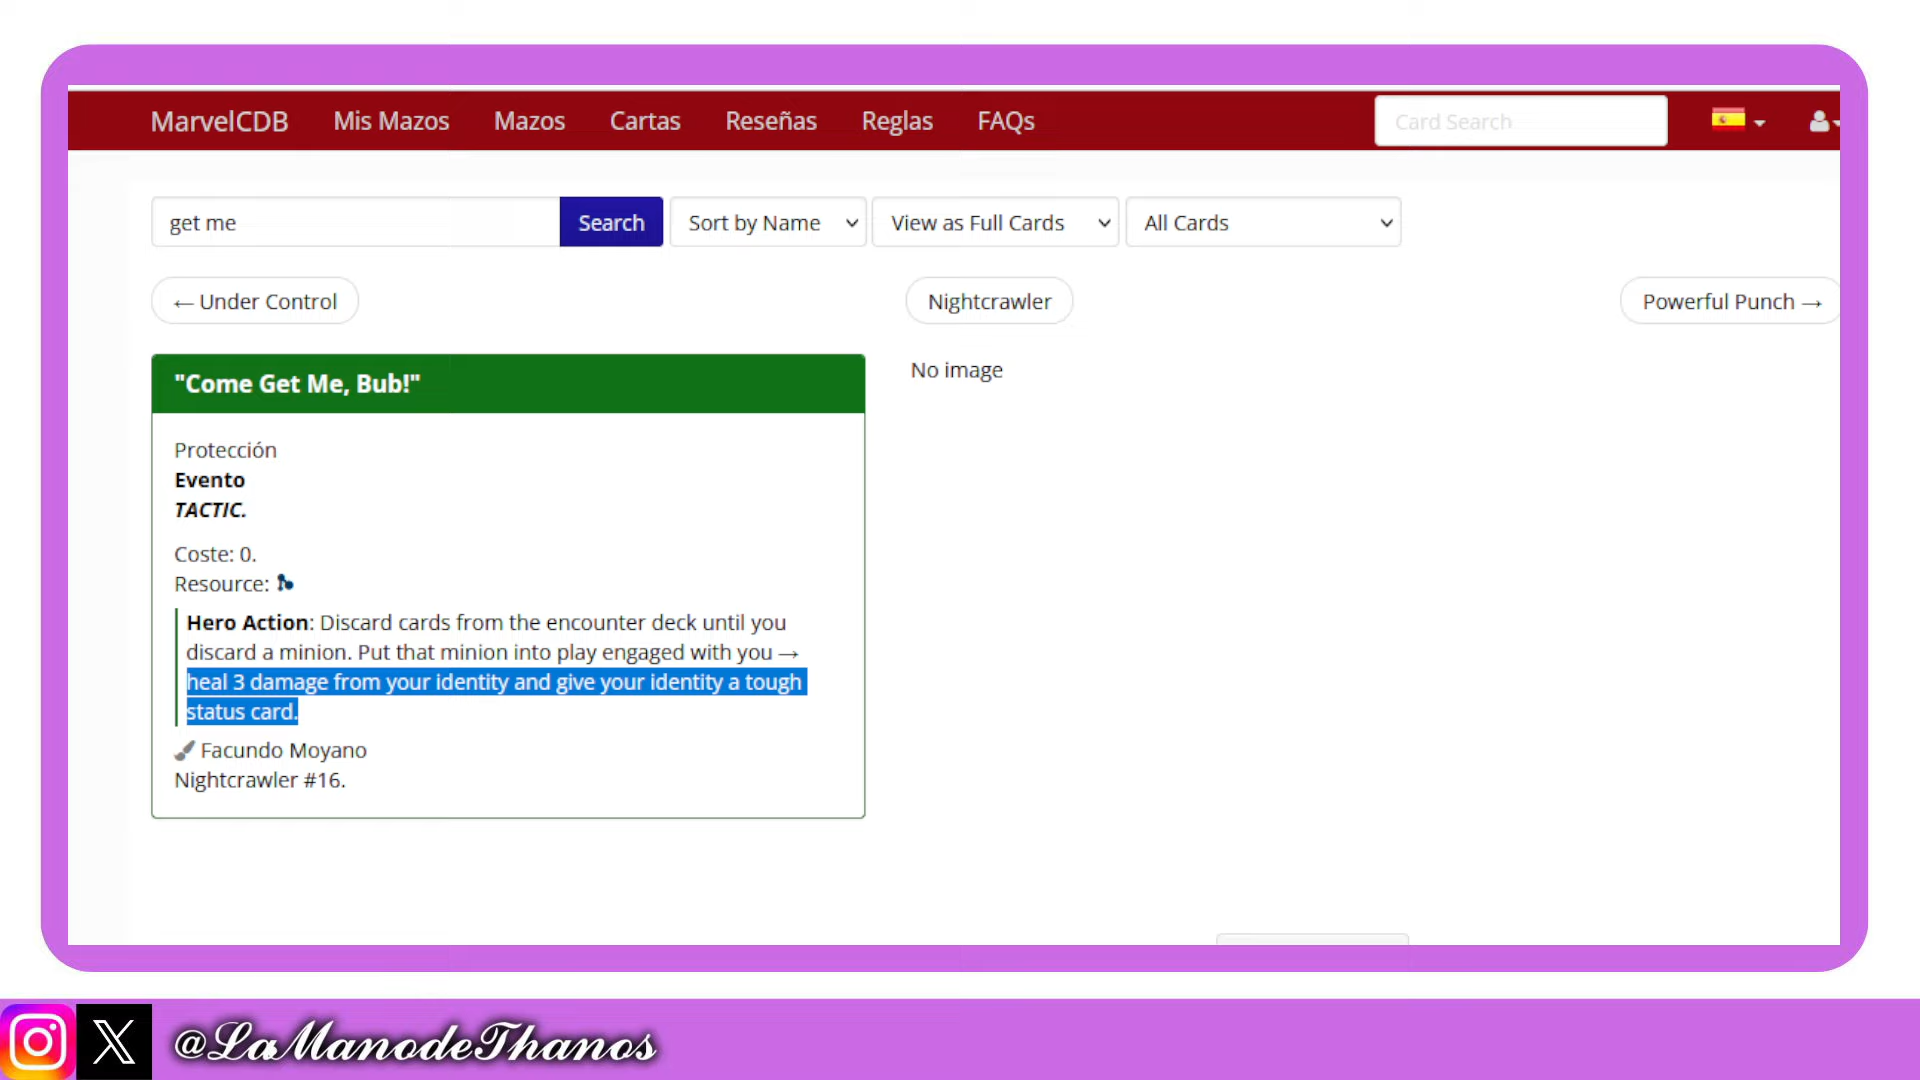 MarvelCDB Mis Mazos Mazos Cartas Reseñas Reglas FAQs Card Search
get me Search Sort by Name View as Full Cards All Cards
← Under Control Nightcrawler Powerful Punch →
"Come Get Me, Bub!"
No image
Protección
Evento
TACTIC.
Coste: 0.
Resource:
Hero Action: Discard cards from the encounter deck until you
discard a minion. Put that minion into play engaged with you →
heal 3 damage from your identity and give your identity a tough
status card.
Facundo Moyano
Nightcrawler #16.
@LaManodeThanos